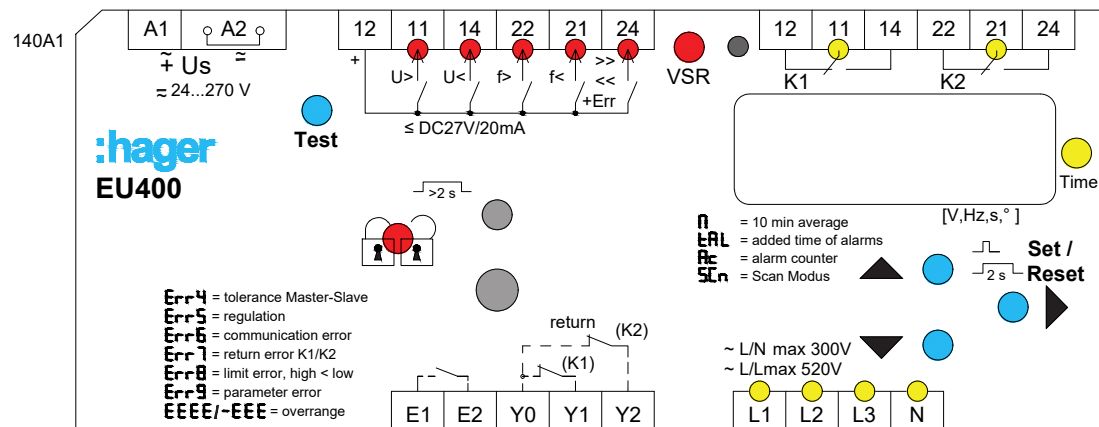 140A1
A1 A2
≂ ≂
+ Us
≂ 24...270 V
12 11 14 22 21 24
+ U> U< f> f< >>
<<
+Err
≤ DC27V/20mA
VSR
12 11 14 22 21 24
K1 K2
Test
:hager
EU400
Time
>2 s
[V,Hz,s,° ]
n = 10 min average
tAL = added time of alarms
Ac = alarm counter
SCn = Scan Modus
Set /
2 s Reset
Err4 = tolerance Master-Slave
Err5 = regulation
Err6 = communication error
Err7 = return error K1/K2
Err8 = limit error, high < low
Err9 = parameter error
EEEE/-EEE = overrange
return (K2)
(K1)
~ L/N max 300V
~ L/Lmax 520V
E1 E2 Y0 Y1 Y2
L1 L2 L3 N